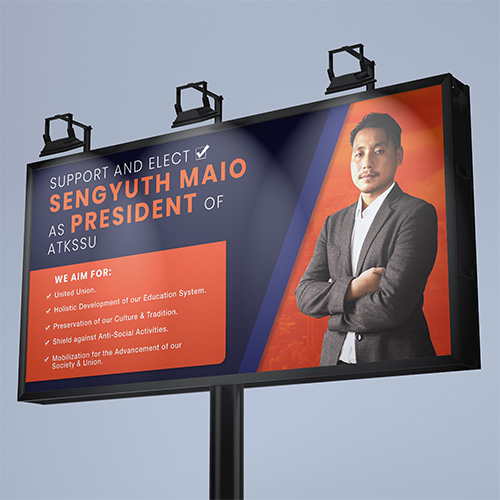 SUPPORT AND ELECT
SENGYUTH MAIO
AS PRESIDENT OF
ATKSSU
WE AIM FOR:
✔ United Union.
✔ Holistic Development of our Education System.
✔ Preservation of our Culture & Tradition.
✔ Shield against Anti-Social Activities.
✔ Mobilization for the Advancement of our
Society & Union.